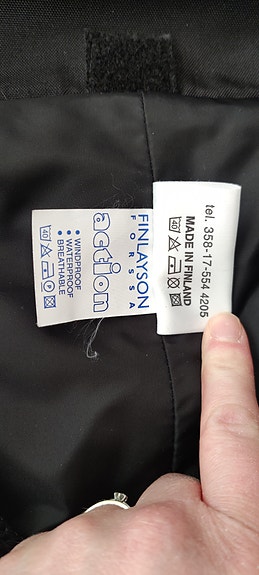 FINLAYSON
FORSSA
action
• WINDPROOF
• WATERPROOF
• BREATHABLE
40
P
tel. 358-17-554 4205
MADE IN FINLAND
40